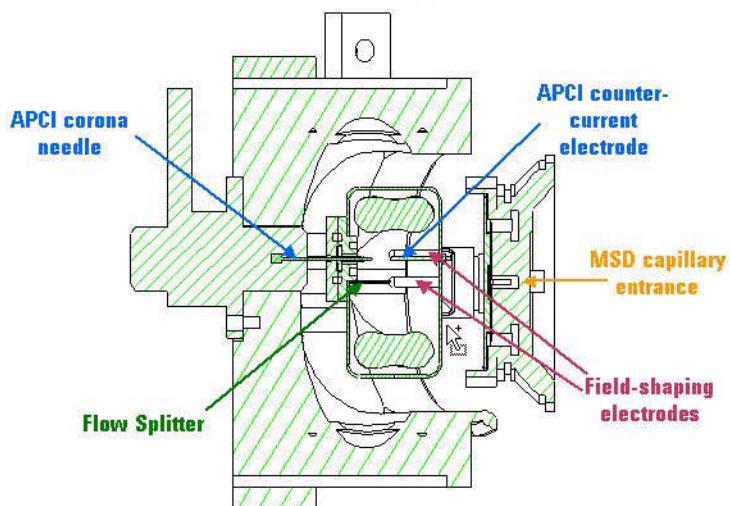 APCI corona
needle
APCI counter-
current
electrode
MSD capillary
entrance
Field-shaping
electrodes
Flow Splitter